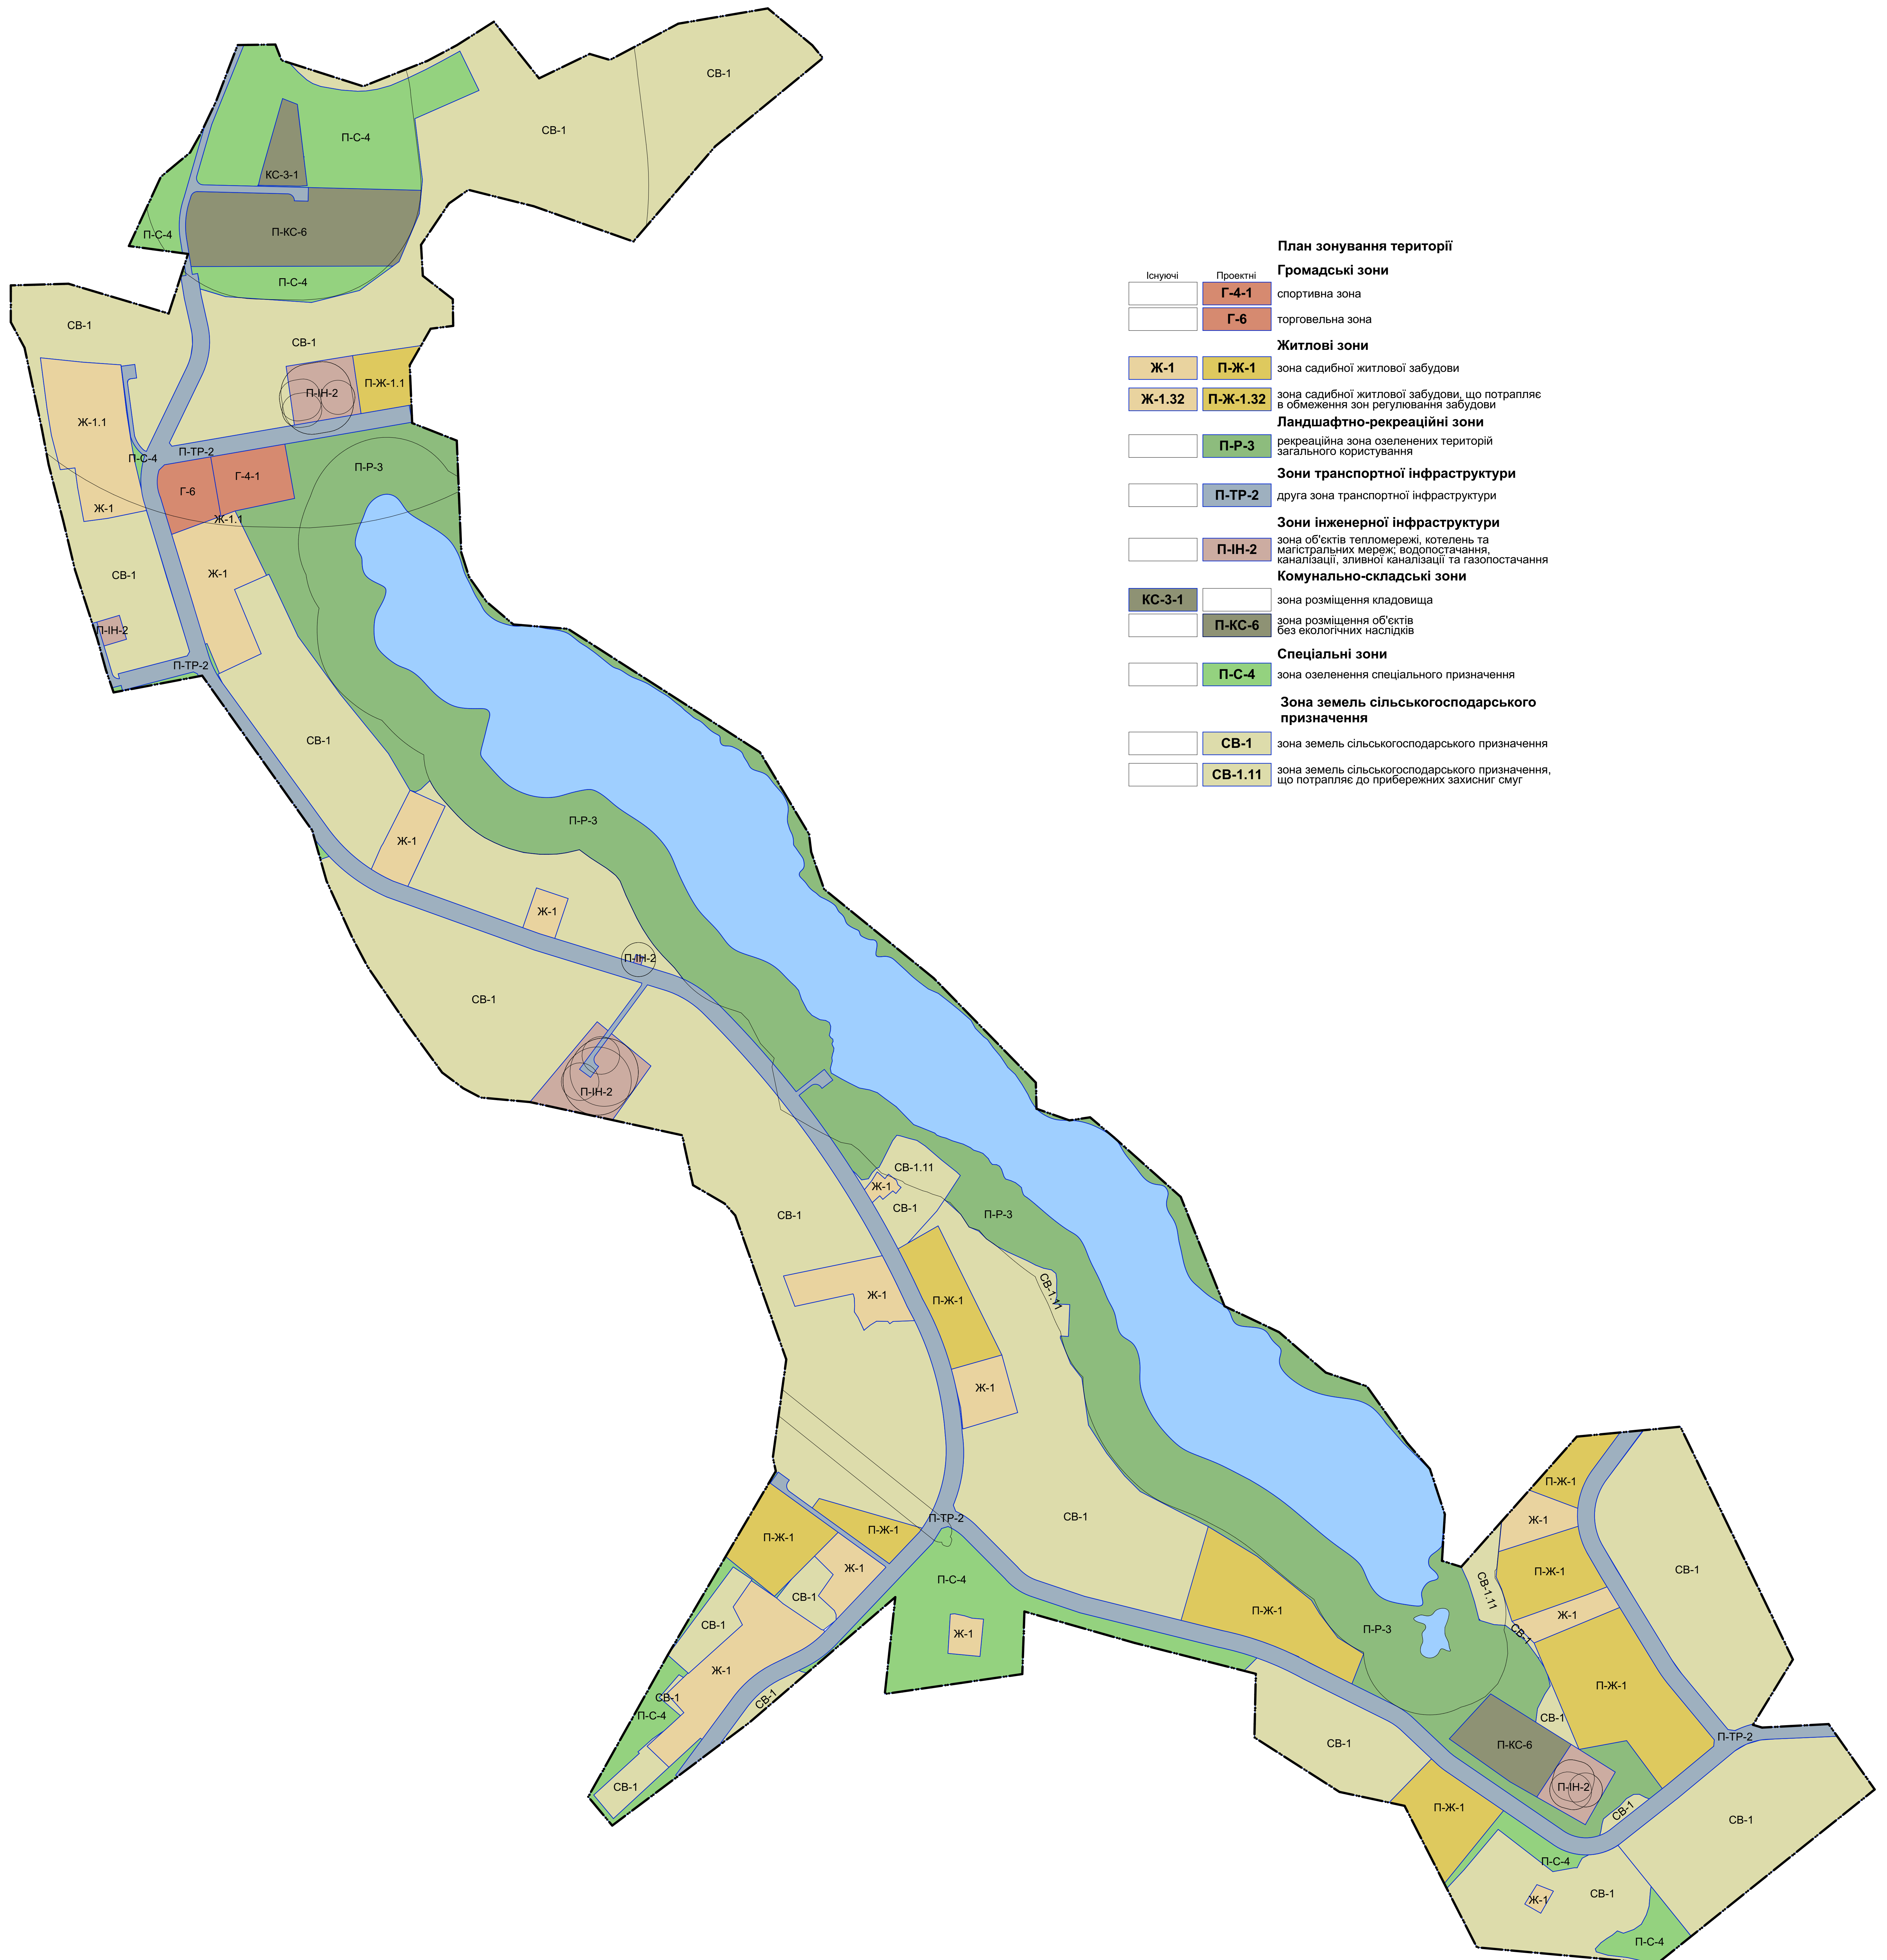 План зонування території
Громадські зони
Існуючі Проектні
Г-4-1 спортивна зона
Г-6 торговельна зона
Житлові зони
Ж-1 П-Ж-1 зона садибної житлової забудови
Ж-1.32 П-Ж-1.32 зона садибної житлової забудови, що потрапляє
в обмеження зон регулювання забудови
Ландшафтно-рекреаційні зони
П-Р-3 рекреаційна зона озеленених територій
загального користування
Зони транспортної інфраструктури
П-ТР-2 друга зона транспортної інфраструктури
Зони інженерної інфраструктури
П-ІН-2 зона об'єктів тепломережі, котелень та
магістральних мереж; водопостачання,
каналізації, зливної каналізації та газопостачання
Комунально-складські зони
КС-3-1 зона розміщення кладовища
П-КС-6 зона розміщення об'єктів
без екологічних наслідків
Спеціальні зони
П-С-4 зона озеленення спеціального призначення
Зона земель сільськогосподарського
призначення
СВ-1 зона земель сільськогосподарського призначення
СВ-1.11 зона земель сільськогосподарського призначення,
що потрапляє до прибережних захисниг смуг
СВ-1
СВ-1
П-С-4
КС-3-1
П-КС-6
П-С-4
П-С-4
СВ-1
СВ-1
П-ІН-2
П-Ж-1.1
Ж-1.1
П-С-4
П-ТР-2
П-Р-3
Г-4-1
Г-6
Ж-1
Ж-1.1
СВ-1
Ж-1
П-ІН-2
П-ТР-2
СВ-1
П-Р-3
Ж-1
Ж-1
П-ІН-2
СВ-1
П-ІН-2
СВ-1.11
Ж-1
СВ-1
П-Р-3
СВ-1
СВ-1.11
Ж-1
П-Ж-1
Ж-1
СВ-1
П-ТР-2
П-Ж-1
П-Ж-1
Ж-1
СВ-1
СВ-1
П-С-4
Ж-1
П-Ж-1
П-Р-3
Ж-1
СВ-1
СВ-1
П-С-4
СВ-1
П-Ж-1
Ж-1
П-Ж-1
СВ-1
СВ-1.11
Ж-1
СВ-1
П-Ж-1
СВ-1
П-ТР-2
П-КС-6
СВ-1
П-ІН-2
П-Ж-1
СВ-1
СВ-1
П-С-4
Ж-1
СВ-1
П-С-4